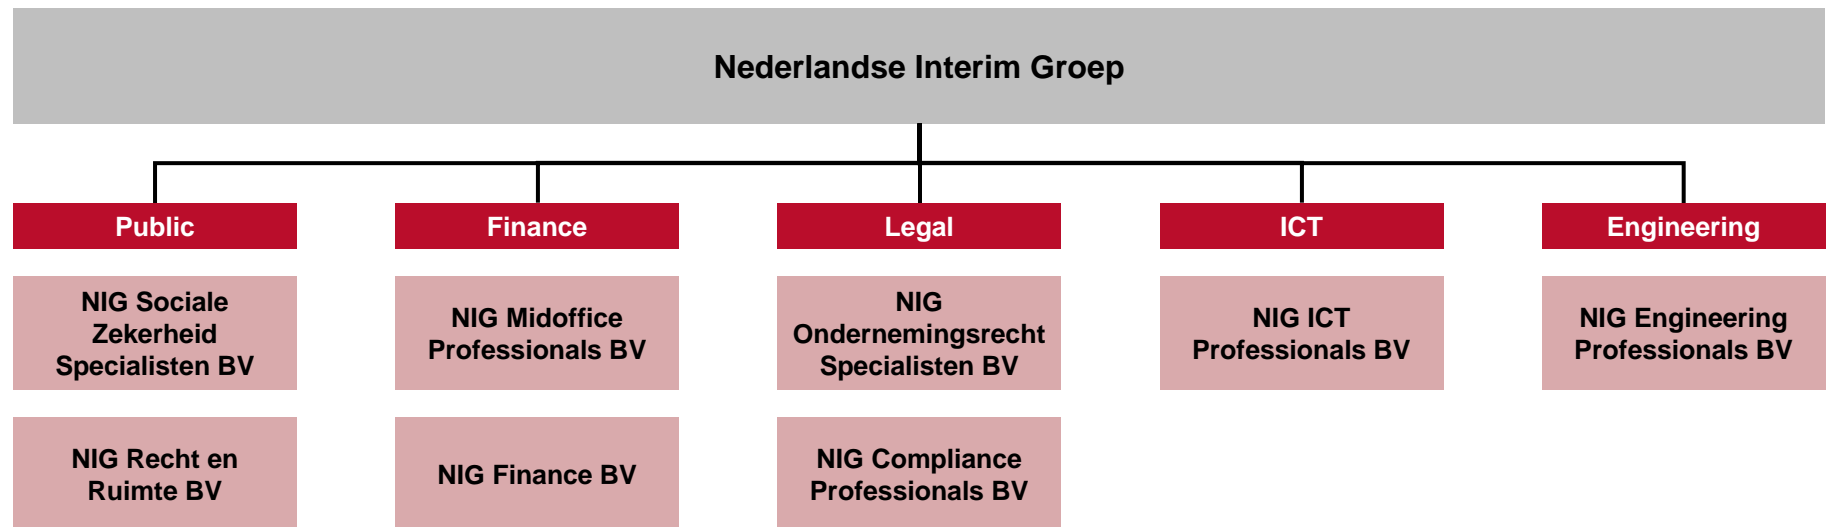 Nederlandse Interim Groep
Public
Finance
Legal
ICT
Engineering
NIG Sociale
Zekerheid
Specialisten BV
NIG Midoffice
Professionals BV
NIG
Ondernemingsrecht
Specialisten BV
NIG ICT
Professionals BV
NIG Engineering
Professionals BV
NIG Recht en
Ruimte BV
NIG Finance BV
NIG Compliance
Professionals BV